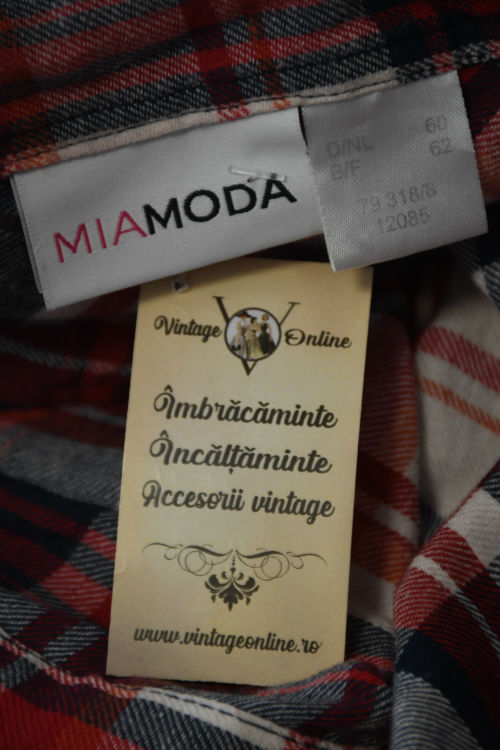 MIAMODA
D/NL 60
B/F 62
79 318/6
12085
Vintage Online
Îmbrăcăminte
Încălțăminte
Accesorii vintage
www.vintageonline.ro